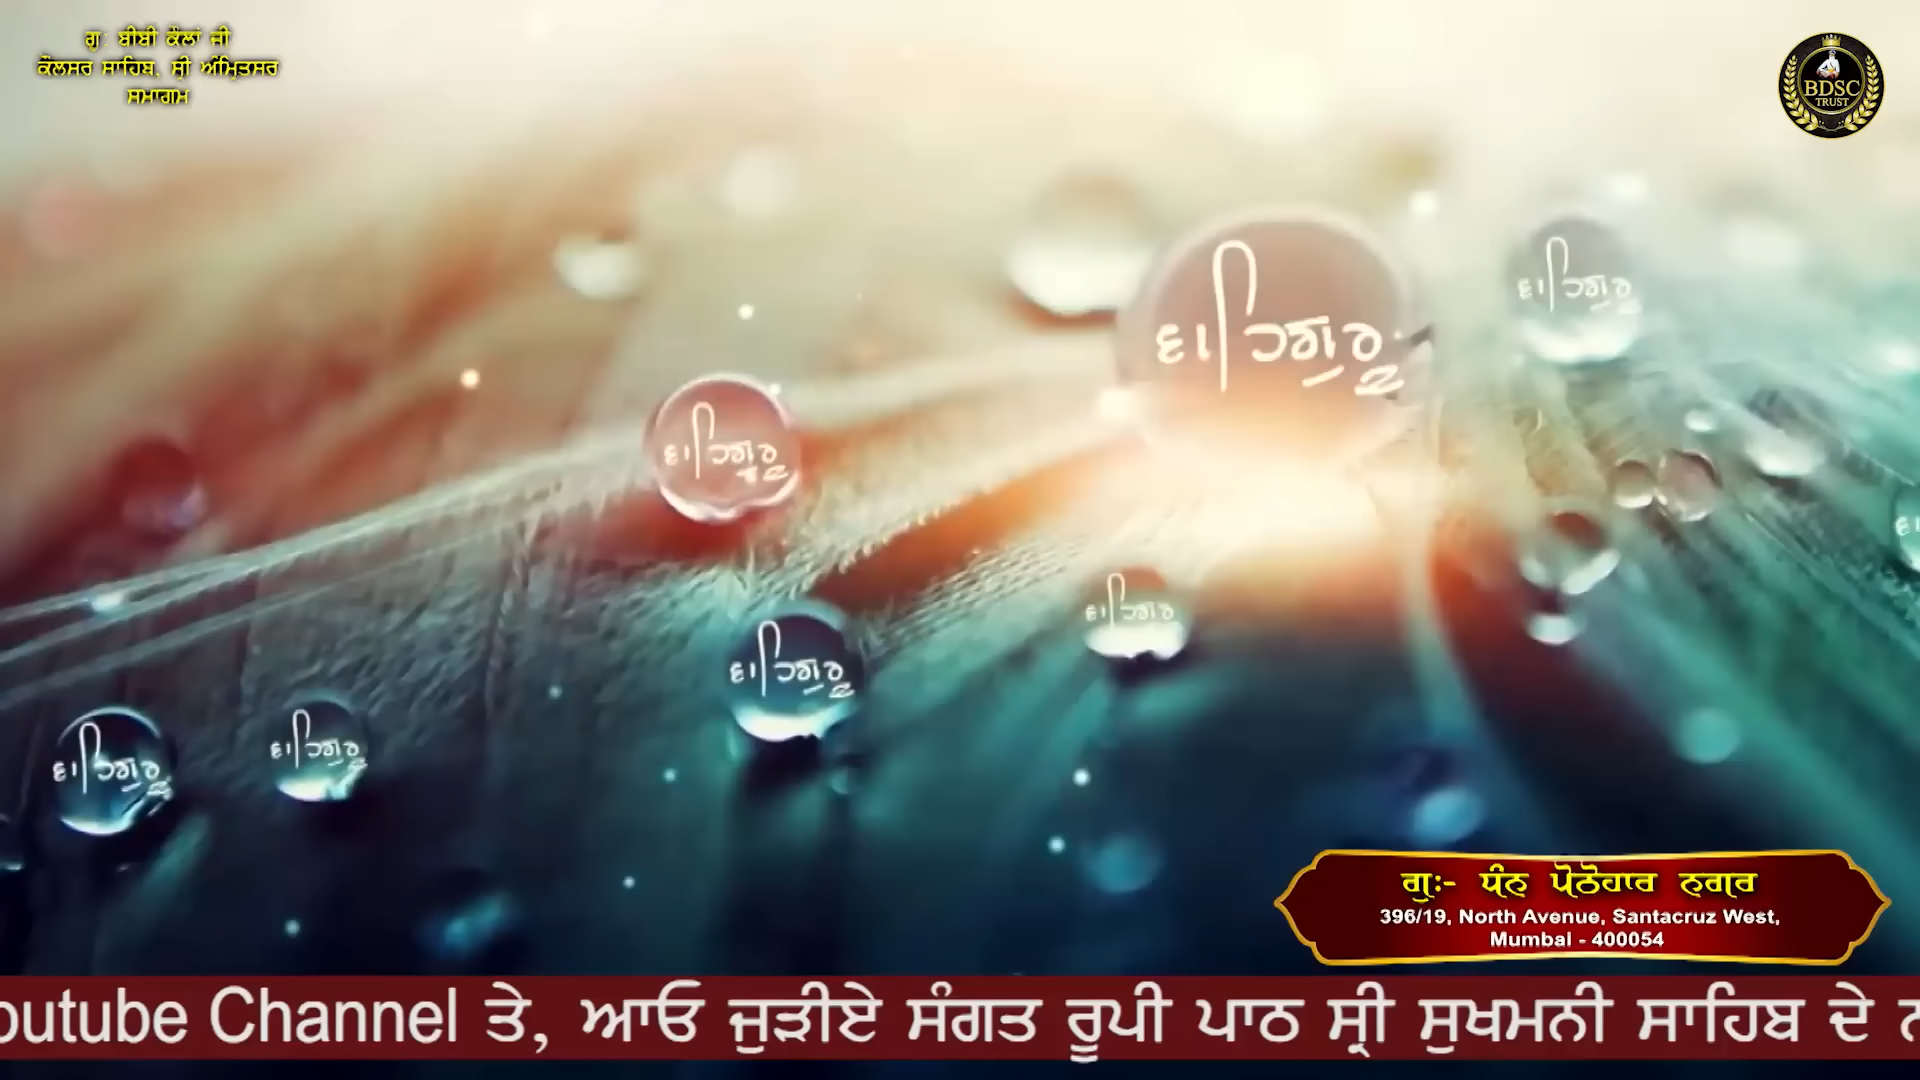 ਗੁ: ਬੀਬੀ ਕੌਲਾਂ ਜੀ
ਕੌਲਸਰ ਸਾਹਿਬ, ਸ੍ਰੀ ਅੰਮ੍ਰਿਤਸਰ
ਸਮਾਗਮ
BDSC
TRUST
ਵਾਹਿਗੁਰੂ
ਵਾਹਿਗੁਰੂ
ਵਾਹਿਗੁਰੂ
ਵਾਹਿਗੁਰੂ
ਵਾਹਿਗੁਰੂ
ਵਾਹਿਗੁਰੂ
ਵਾਹਿਗੁਰੂ
ਗੁ:- ਧੰਨ ਪੋਠੋਹਾਰ ਨਗਰ
396/19, North Avenue, Santacruz West,
Mumbai - 400054
outube Channel ਤੇ, ਆਓ ਜੁੜੀਏ ਸੰਗਤ ਰੂਪੀ ਪਾਠ ਸ੍ਰੀ ਸੁਖਮਨੀ ਸਾਹਿਬ ਦੇ